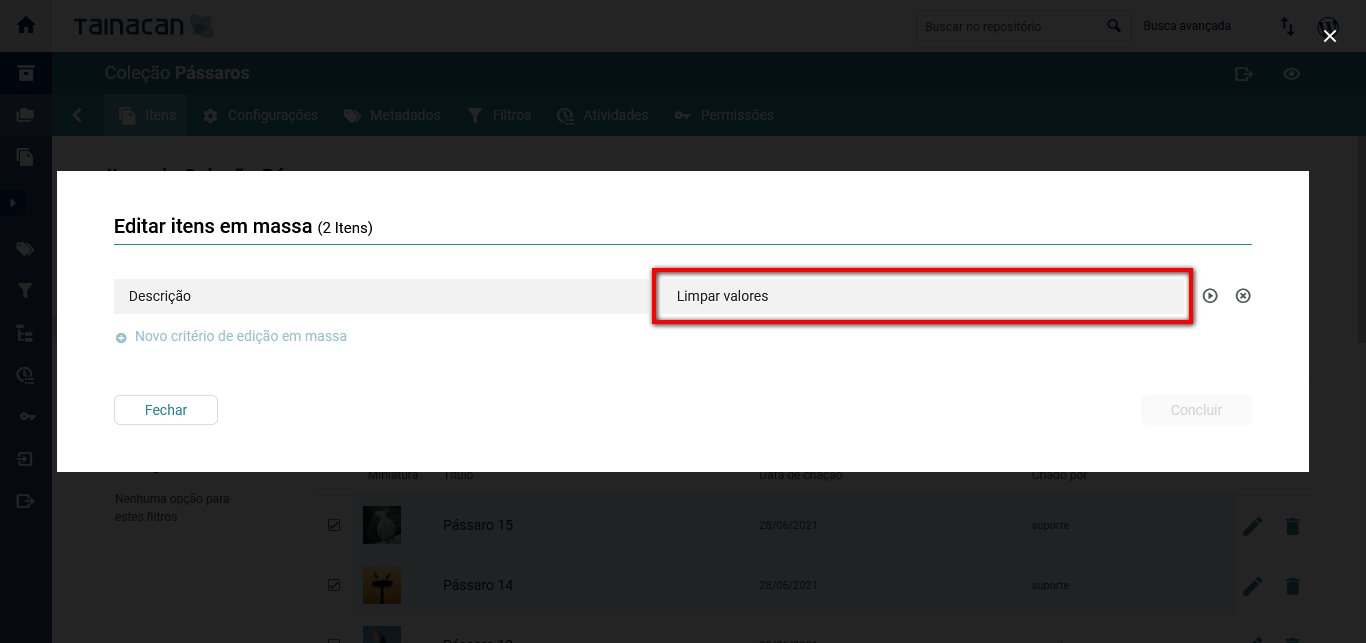 Tainacan
Buscar no repositório
Busca avançada
Coleção Pássaros
Itens
Configurações
Metadados
Filtros
Atividades
Permissões
Editar itens em massa (2 Itens)
Descrição
Limpar valores
Novo critério de edição em massa
Fechar
Concluir
Miniatura
Título
Data de criação
Criado por
Nenhuma opção para
estes filtros
Pássaro 15
28/06/2021
suporte
Pássaro 14
28/06/2021
suporte